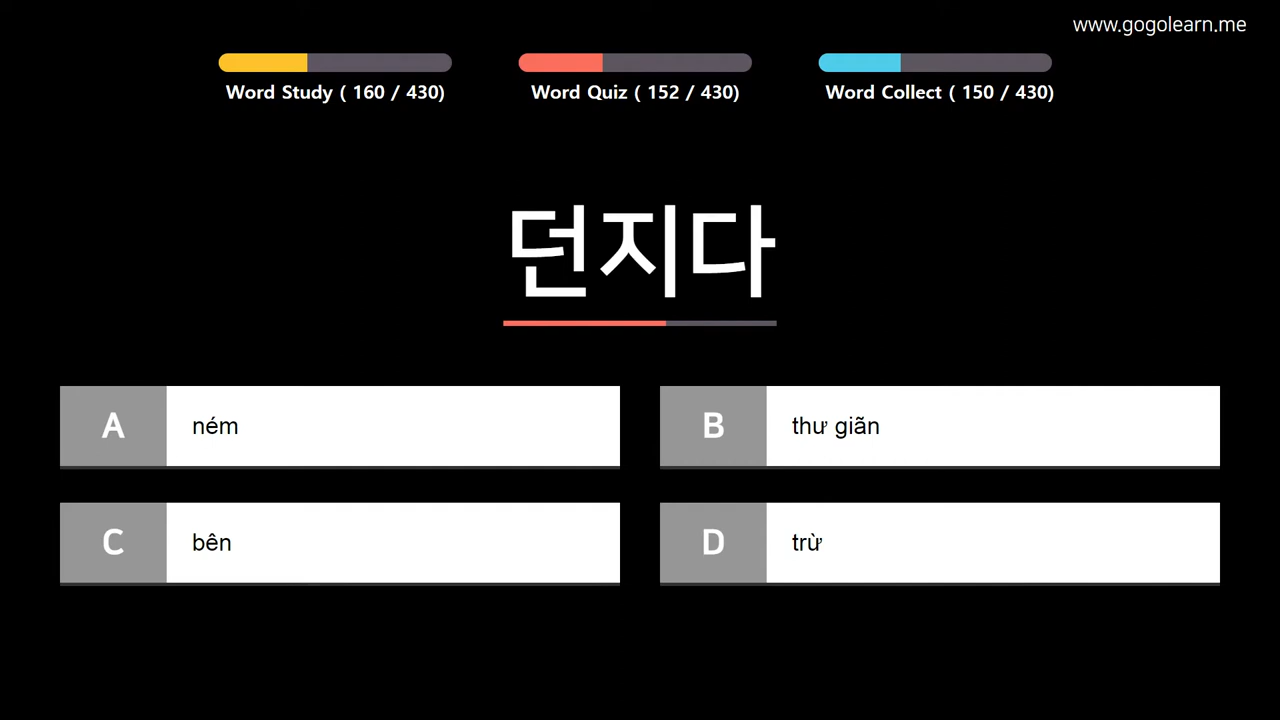 www.gogolearn.me
Word Study ( 160 / 430)
Word Quiz ( 152 / 430)
Word Collect ( 150 / 430)
던지다
A ném
B thư giãn
C bên
D trừ